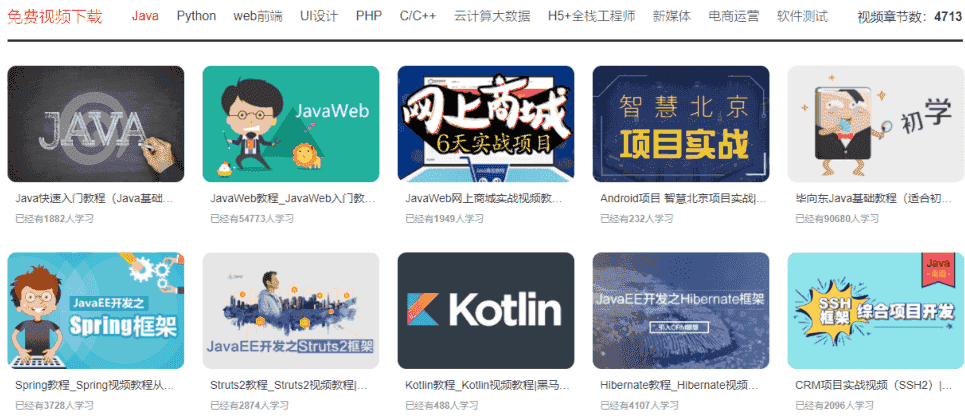 免费视频下载 Java Python web前端 UI设计 PHP C/C++ 云计算大数据 H5+全栈工程师 新媒体 电商运营 软件测试 视频章节数：4713
JAVA
JavaWeb
网上商城
6天实战项目
智慧北京
项目实战
初学
Java快速入门教程（Java基础...
JavaWeb教程_JavaWeb入门教...
JavaWeb网上商城实战视频教...
Android项目 智慧北京项目实战|...
毕向东Java基础教程（适合初...
已经有1882人学习
已经有54773人学习
已经有1949人学习
已经有232人学习
已经有90680人学习
JavaEE开发之
Spring框架
JavaEE开发之Struts2框架
Kotlin
JavaEE开发之Hibernate框架
引入CRM案例
Java
SSH
框架
综合项目开发
Spring教程_Spring视频教程从...
Struts2教程_Struts2视频教程|...
Kotlin教程_Kotlin视频教程|黑马...
Hibernate教程_Hibernate视频...
CRM项目实战视频（SSH2）|...
已经有3728人学习
已经有2874人学习
已经有488人学习
已经有4107人学习
已经有2096人学习